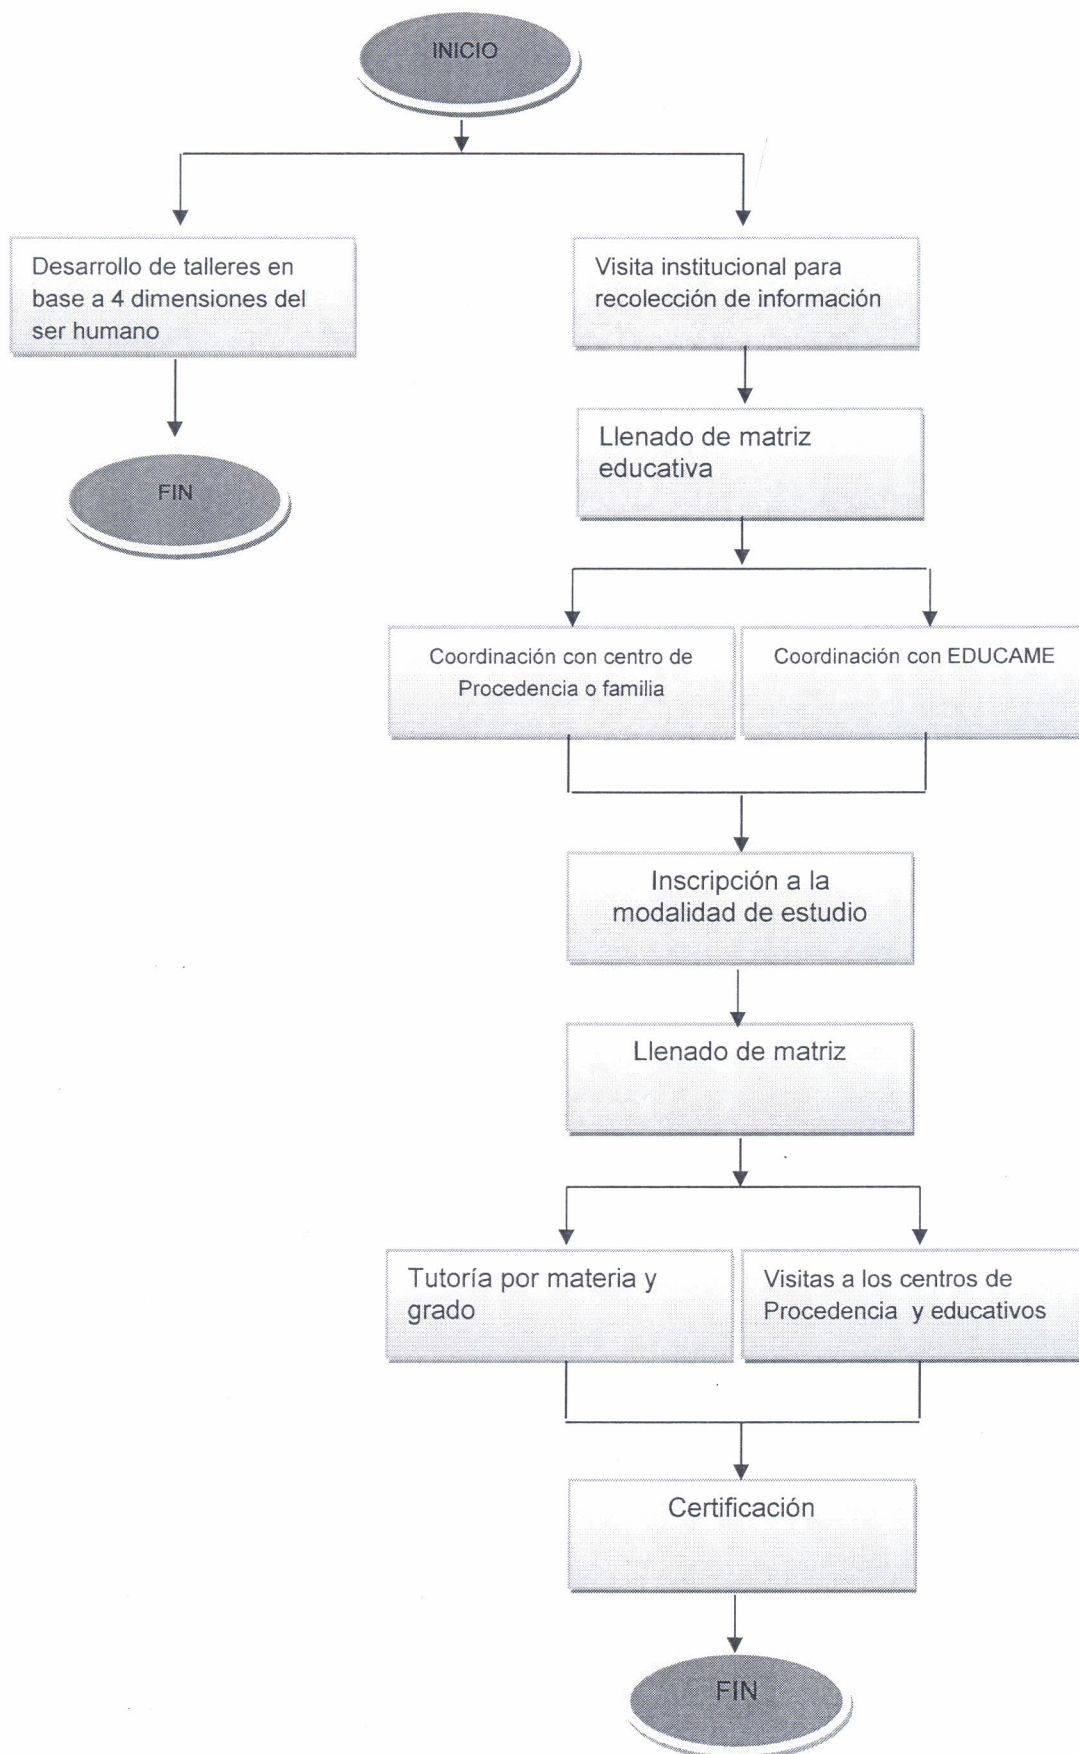 INICIO
Desarrollo de talleres en
base a 4 dimensiones del
ser humano
Visita institucional para
recolección de información
FIN
Llenado de matriz
educativa
Coordinación con centro de
Procedencia o familia
Coordinación con EDUCAME
Inscripción a la
modalidad de estudio
Llenado de matriz
Tutoría por materia y
grado
Visitas a los centros de
Procedencia y educativos
Certificación
FIN